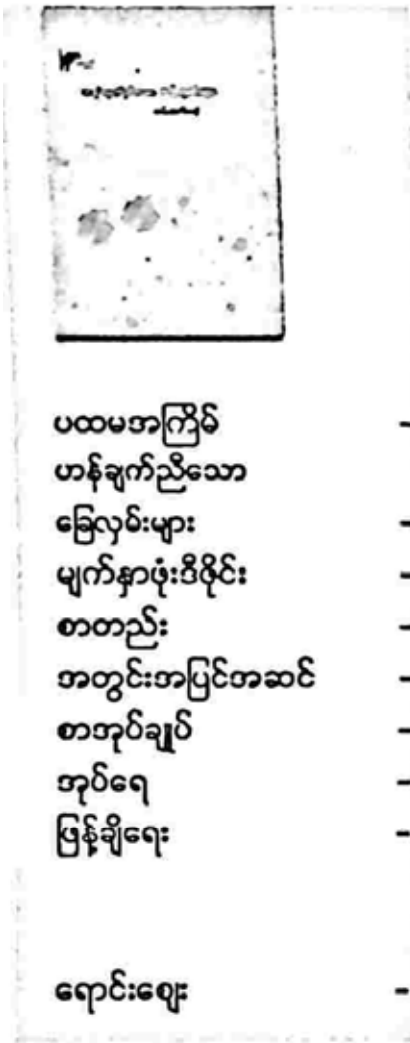 ပထမအကြိမ် -
ဟန်ချက်ညီသော
ခြေလှမ်းများ -
မျက်နှာဖုံးဒီဇိုင်း -
စာတည်း -
အတွင်းအပြင်အဆင် -
စာအုပ်ချုပ် -
အုပ်ရေ -
ဖြန့်ချိရေး -
ရောင်းဈေး -